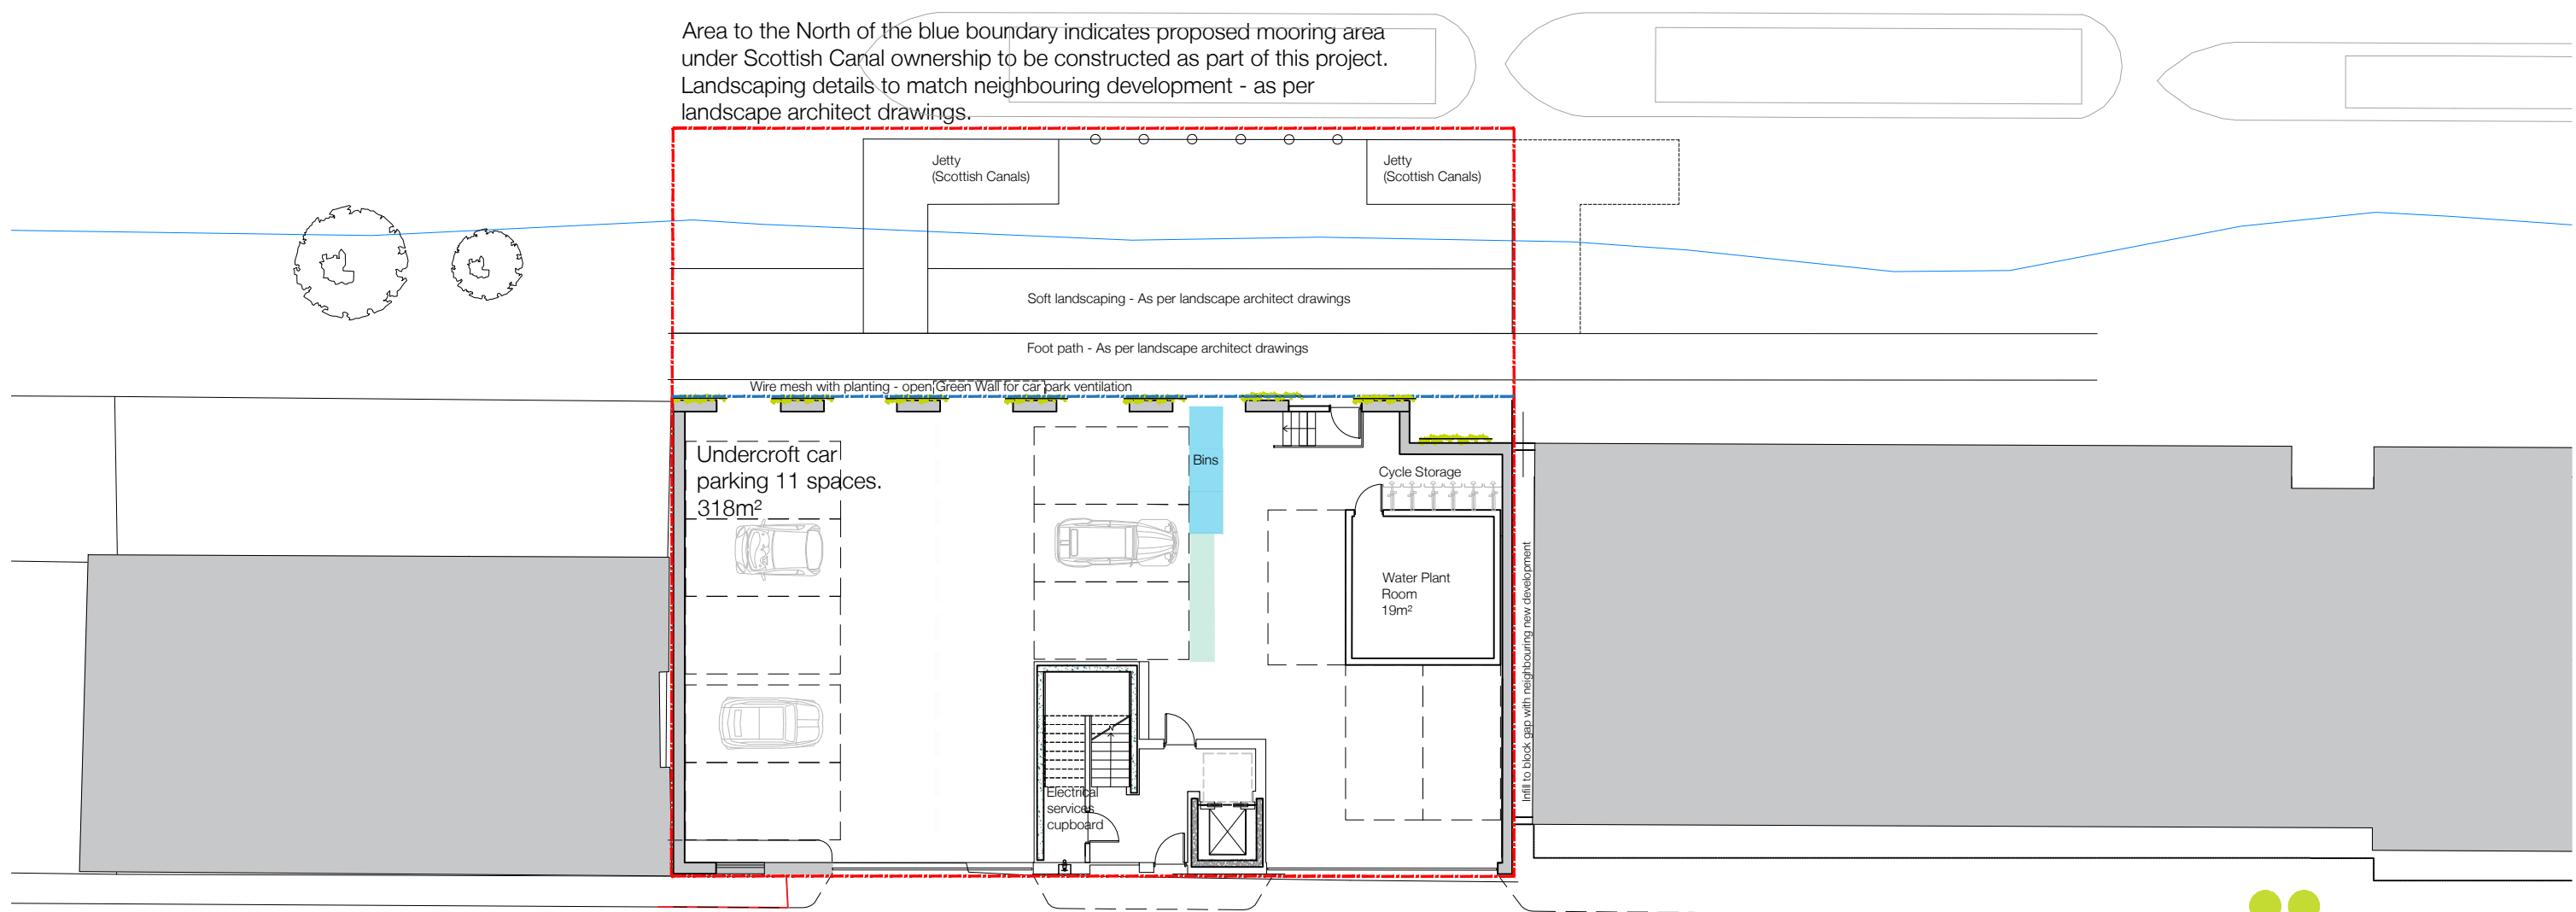 Area to the North of the blue boundary indicates proposed mooring area
under Scottish Canal ownership to be constructed as part of this project.
Landscaping details to match neighbouring development - as per
landscape architect drawings.
Jetty
(Scottish Canals)
Jetty
(Scottish Canals)
Soft landscaping - As per landscape architect drawings
Foot path - As per landscape architect drawings
Wire mesh with planting - open Green Wall for car park ventilation
Undercroft car
parking 11 spaces.
318m²
Bins
Cycle Storage
Water Plant
Room
19m²
Infill to block gap with neighbouring new development
Electrical
services
cupboard